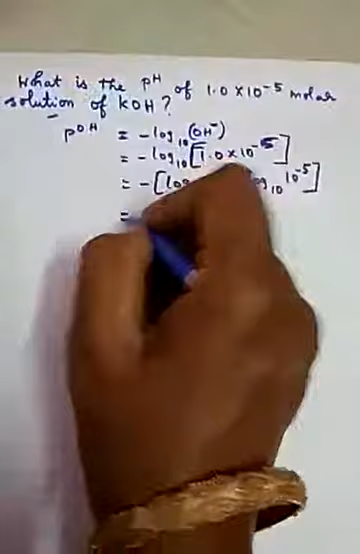 What is the pH of 1.0 × 10⁻⁵ molar
solution of KOH?
pOH = -log₁₀(OH⁻)
= -log₁₀[1.0 × 10⁻⁵]
= -[log₁₀ 10⁻⁵]
=